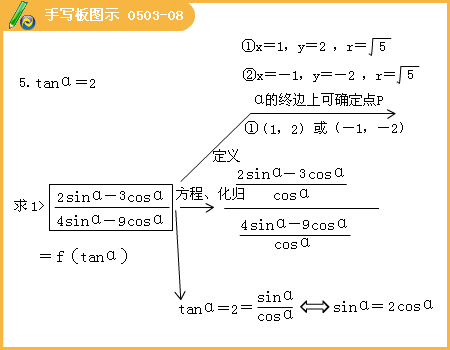 手写板图示 0503-08
①x=1，y=2，r=√5
②x=-1，y=-2，r=√5
5. tanα=2
α的终边上可确定点P
①(1，2) 或 (-1，-2)
定义
求1> (2sinα-3cosα)/(4sinα-9cosα)
方程、化归
((2sinα-3cosα)/cosα)/((4sinα-9cosα)/cosα)
=f(tanα)
tanα=2=sinα/cosα ⇔ sinα=2cosα